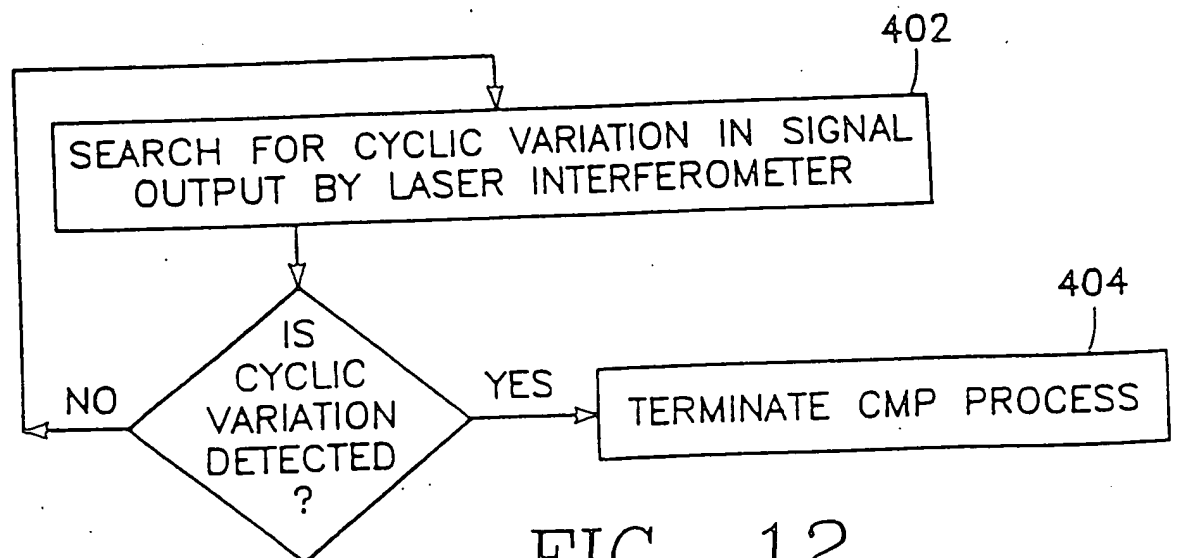 402
SEARCH FOR CYCLIC VARIATION IN SIGNAL
OUTPUT BY LASER INTERFEROMETER
404
IS
CYCLIC
VARIATION
DETECTED
?
NO
YES
TERMINATE CMP PROCESS
FIG. 12